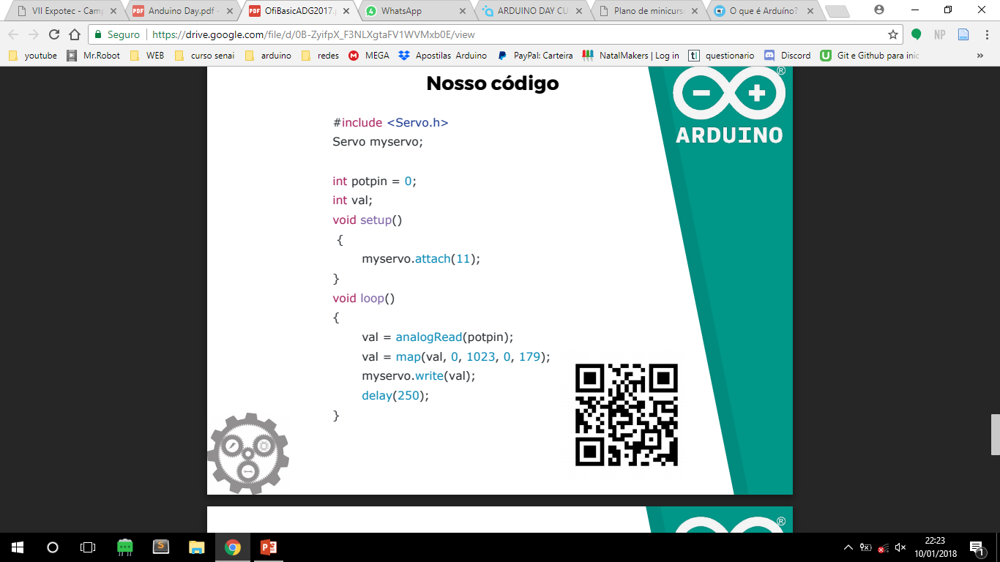 VII Expotec - Camp
Anduino Day.pdf -
OfiBasicADG2017.p
WhatsApp
ARDUINO DAY CU
Plano de minicurs
O que é Arduíno?
Seguro
https://drive.google.com/file/d/0B-ZyifpX_F3NLXgtaFV1WVMxb0E/view
NP
youtube
Mr.Robot
WEB
curso senai
arduino
redes
MEGA
Apostilas Arduino
PayPal: Carteira
NatalMakers | Log in
questionario
Discord
Git e Github para inic
»
Nosso código
#include <Servo.h>
Servo myservo;
int potpin = 0;
int val;
void setup()
{
myservo.attach(11);
}
void loop()
{
val = analogRead(potpin);
val = map(val, 0, 1023, 0, 179);
myservo.write(val);
delay(250);
}
ARDUINO
®
®
22:23
10/01/2018
1